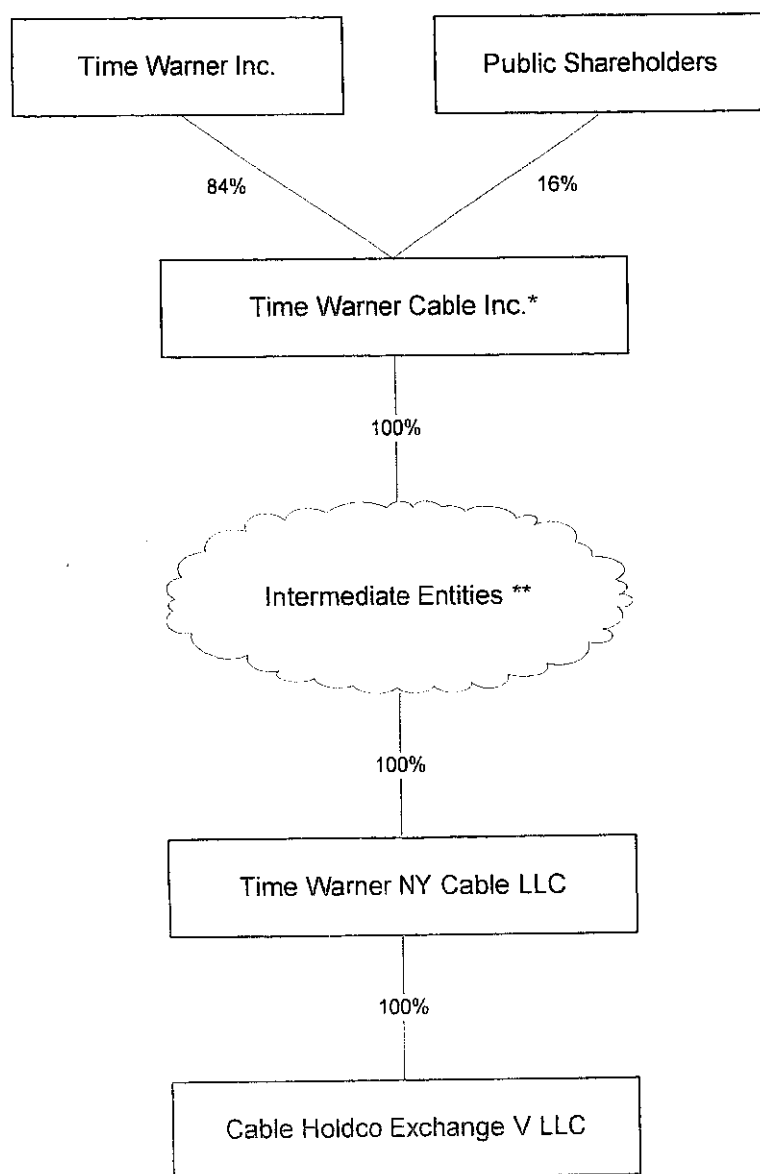 Time Warner Inc.
Public Shareholders
84%
16%
Time Warner Cable Inc.*
100%
Intermediate Entities **
100%
Time Warner NY Cable LLC
100%
Cable Holdco Exchange V LLC